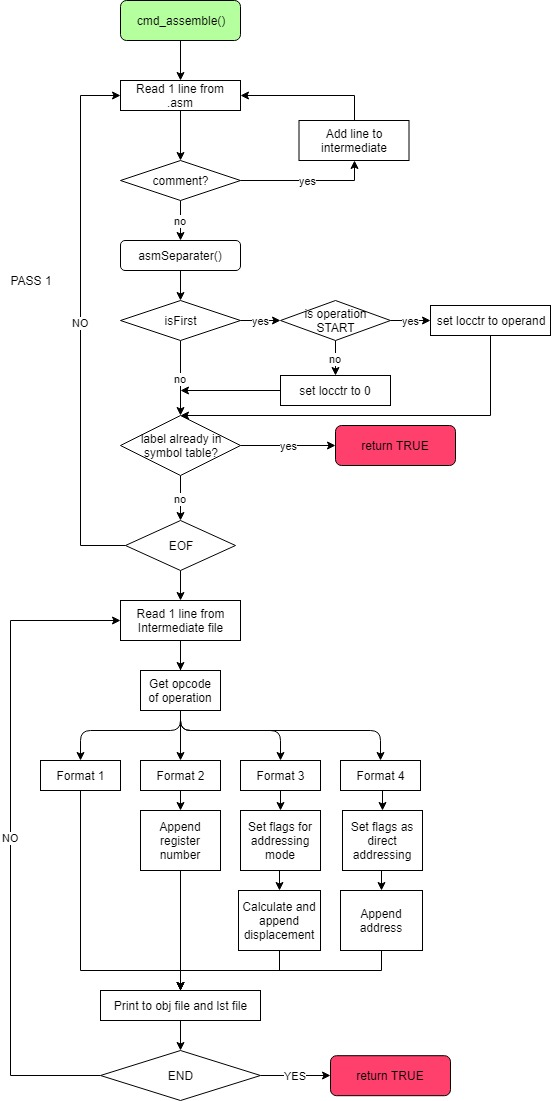 cmd_assemble()
Read 1 line from
.asm
Add line to
intermediate
comment?
yes
no
asmSeparater()
PASS 1
isFirst
yes
is operation
START
yes
set locctr to operand
NO
no
no
set locctr to 0
label already in
symbol table?
yes
return TRUE
no
EOF
Read 1 line from
Intermediate file
Get opcode
of operation
Format 1
Format 2
Format 3
Format 4
Append
register
number
Set flags for
addressing
mode
Set flags as
direct
addressing
NO
Calculate and
append
displacement
Append
address
Print to obj file and lst file
END
YES
return TRUE